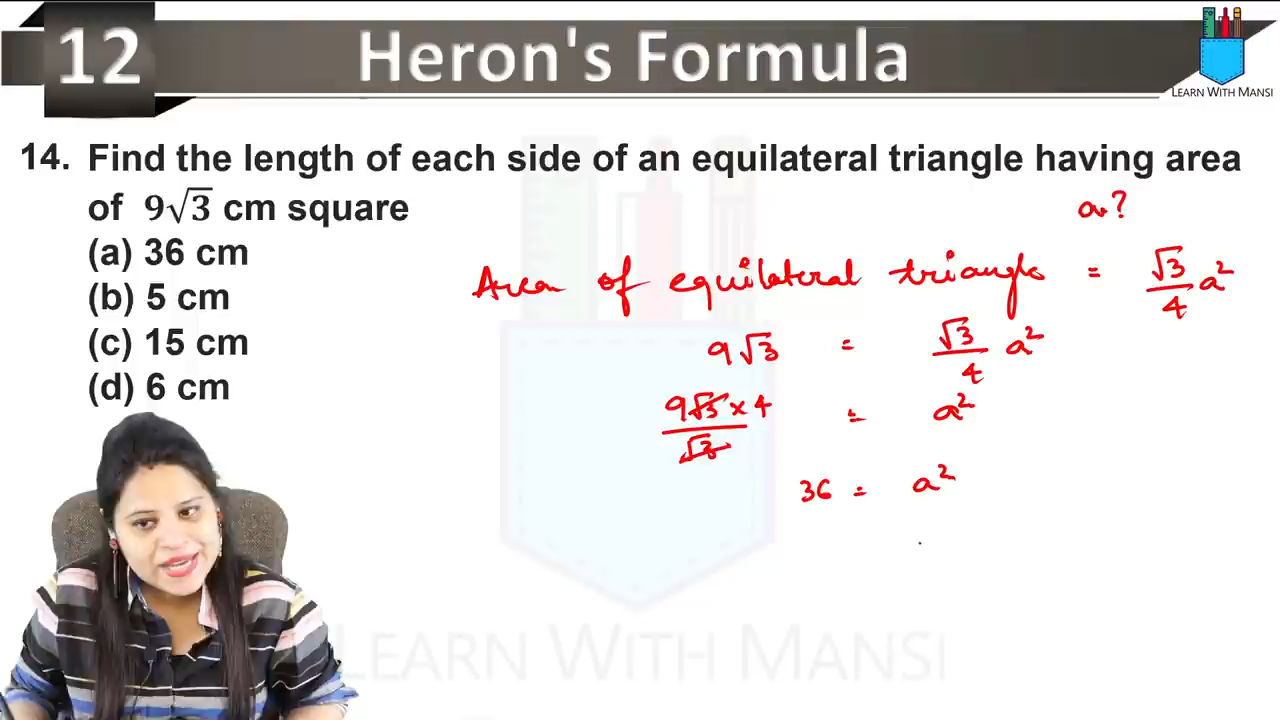 12 Heron's Formula
LEARN WITH MANSI
14. Find the length of each side of an equilateral triangle having area
of 9√3 cm square
a?
(a) 36 cm
(b) 5 cm
(c) 15 cm
(d) 6 cm
Area of equilateral triangle = √3/4 a²
9√3 = √3/4 a²
9√3 × 4/√3 = a²
36 = a²
LEARN WITH MANSI